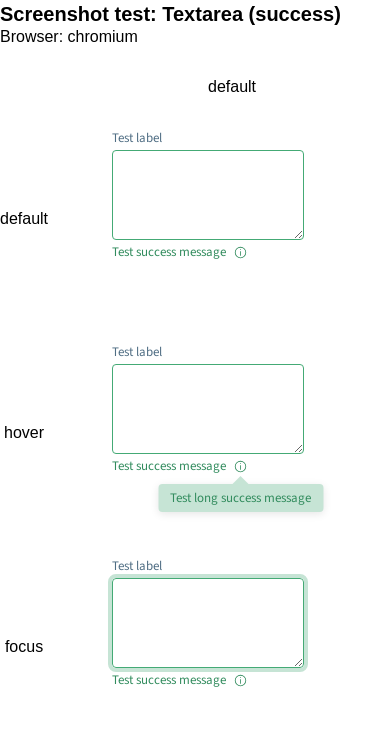 Screenshot test: Textarea (success)
Browser: chromium
default
Test label
default
Test success message
Test label
hover
Test success message
Test long success message
Test label
focus
Test success message